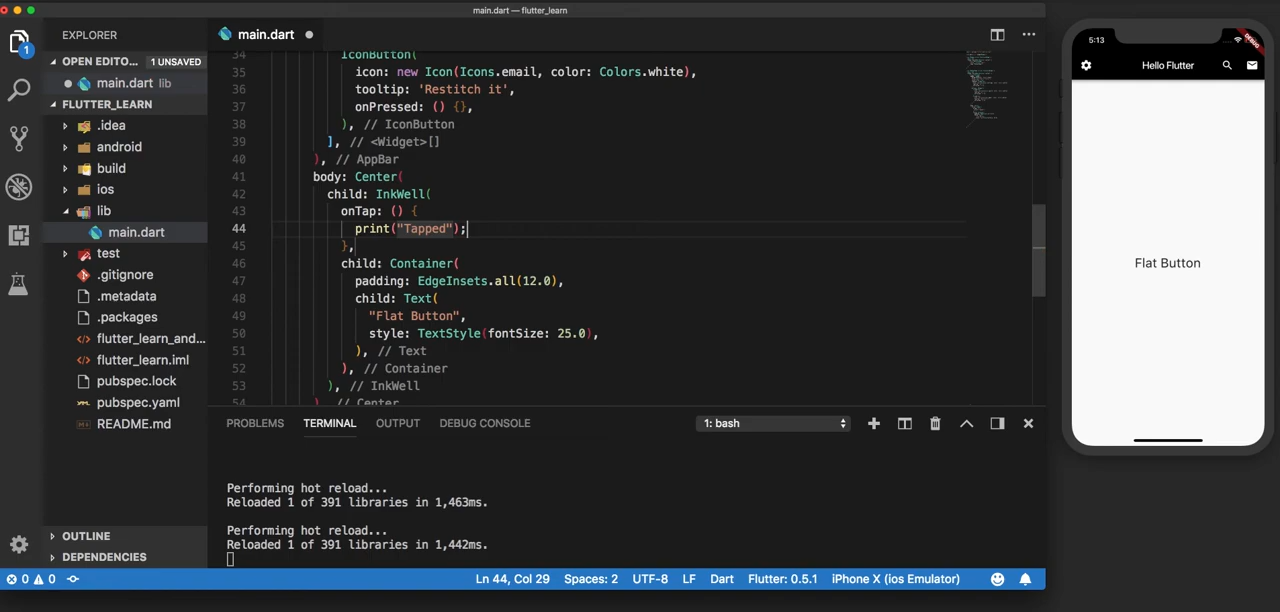 main.dart — flutter_learn
EXPLORER
main.dart
OPEN EDITO... 1 UNSAVED
main.dart lib
FLUTTER_LEARN
.idea
android
build
ios
lib
main.dart
test
.gitignore
.metadata
.packages
flutter_learn_and...
flutter_learn.iml
pubspec.lock
pubspec.yaml
README.md
OUTLINE
DEPENDENCIES
1
34 IconButton(
35 icon: new Icon(Icons.email, color: Colors.white),
36 tooltip: 'Restitch it',
37 onPressed: () {},
38 ), // IconButton
39 ], // <Widget>[]
40 ), // AppBar
41 body: Center(
42 child: InkWell(
43 onTap: () {
44 print("Tapped");
45 },
46 child: Container(
47 padding: EdgeInsets.all(12.0),
48 child: Text(
49 "Flat Button",
50 style: TextStyle(fontSize: 25.0),
51 ), // Text
52 ), // Container
53 ), // InkWell
54 ), // Center
PROBLEMS TERMINAL OUTPUT DEBUG CONSOLE 1: bash
Performing hot reload...
Reloaded 1 of 391 libraries in 1,463ms.
Performing hot reload...
Reloaded 1 of 391 libraries in 1,442ms.
0 0 Ln 44, Col 29 Spaces: 2 UTF-8 LF Dart Flutter: 0.5.1 iPhone X (ios Emulator)
5:13
DEBUG
Hello Flutter
Flat Button